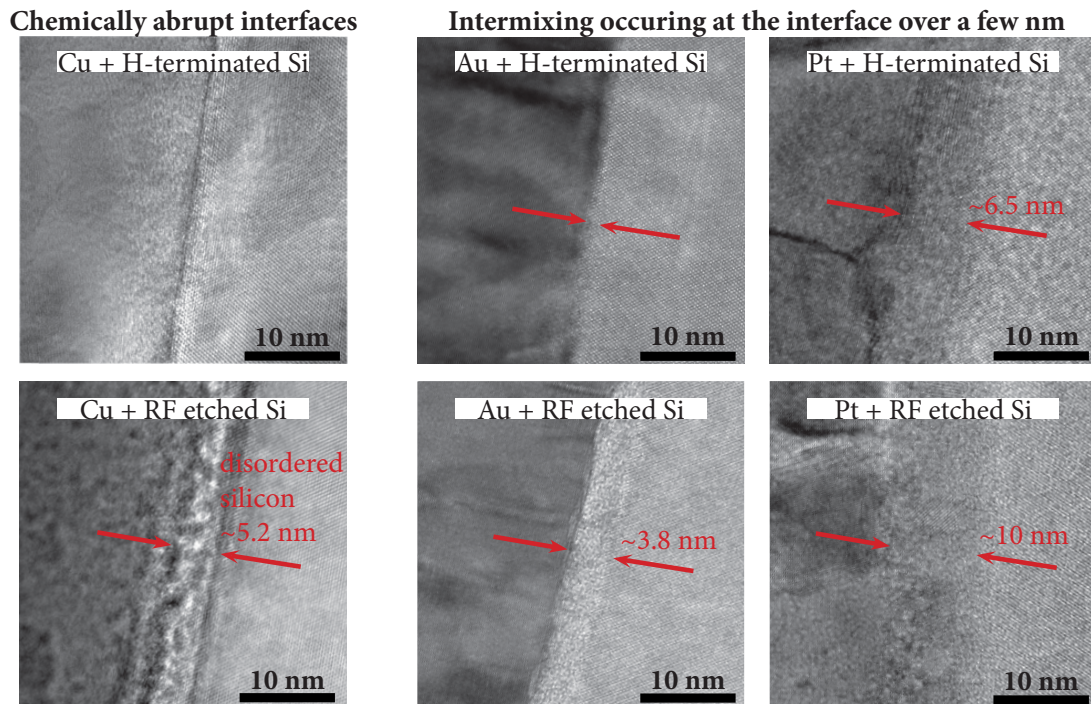 Chemically abrupt interfaces
Intermixing occuring at the interface over a few nm
Cu + H-terminated Si
10 nm
Au + H-terminated Si
10 nm
Pt + H-terminated Si
~6.5 nm
10 nm
Cu + RF etched Si
disordered
silicon
~5.2 nm
10 nm
Au + RF etched Si
~3.8 nm
10 nm
Pt + RF etched Si
~10 nm
10 nm